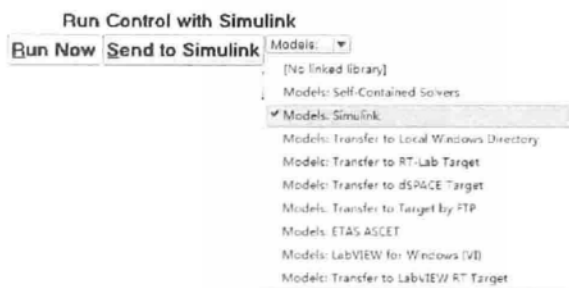 Run Control with Simulink
Run Now Send to Simulink Models:
[No linked library]
Models: Self-Contained Solvers
Models: Simulink
Models: Transfer to Local Windows Directory
Models: Transfer to RT-Lab Target
Models: Transfer to dSPACE Target
Models: Transfer to Target by FTP
Models: ETAS ASCET
Models: LabVIEW for Windows (VI)
Models: Transfer to LabVIEW RT Target